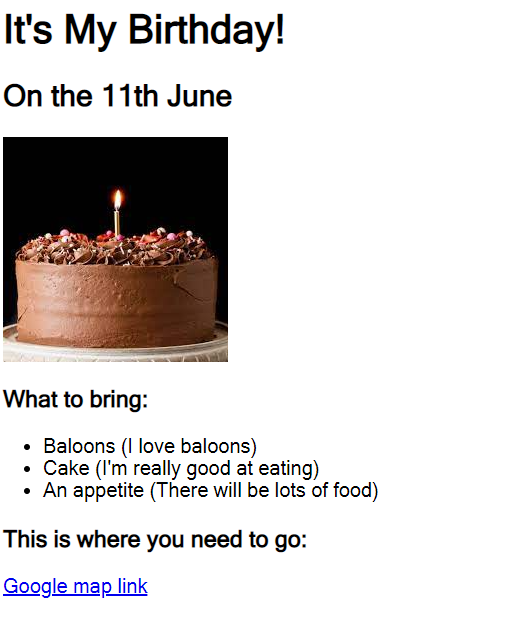 It's My Birthday!
On the 11th June
What to bring:
Baloons (I love baloons)
Cake (I'm really good at eating)
An appetite (There will be lots of food)
This is where you need to go:
Google map link